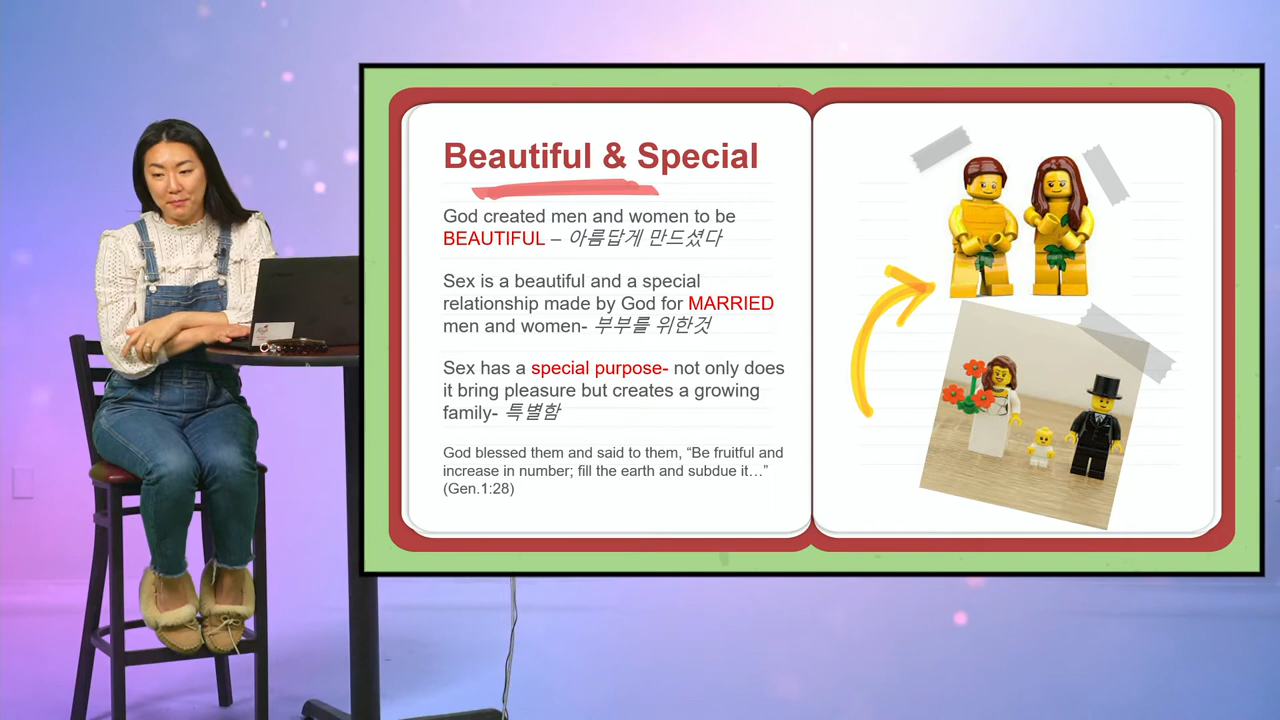 Beautiful & Special
God created men and women to be
BEAUTIFUL – 아름답게 만드셨다
Sex is a beautiful and a special
relationship made by God for MARRIED
men and women- 부부를 위한것
Sex has a special purpose- not only does
it bring pleasure but creates a growing
family- 특별함
God blessed them and said to them, “Be fruitful and
increase in number; fill the earth and subdue it…”
(Gen.1:28)